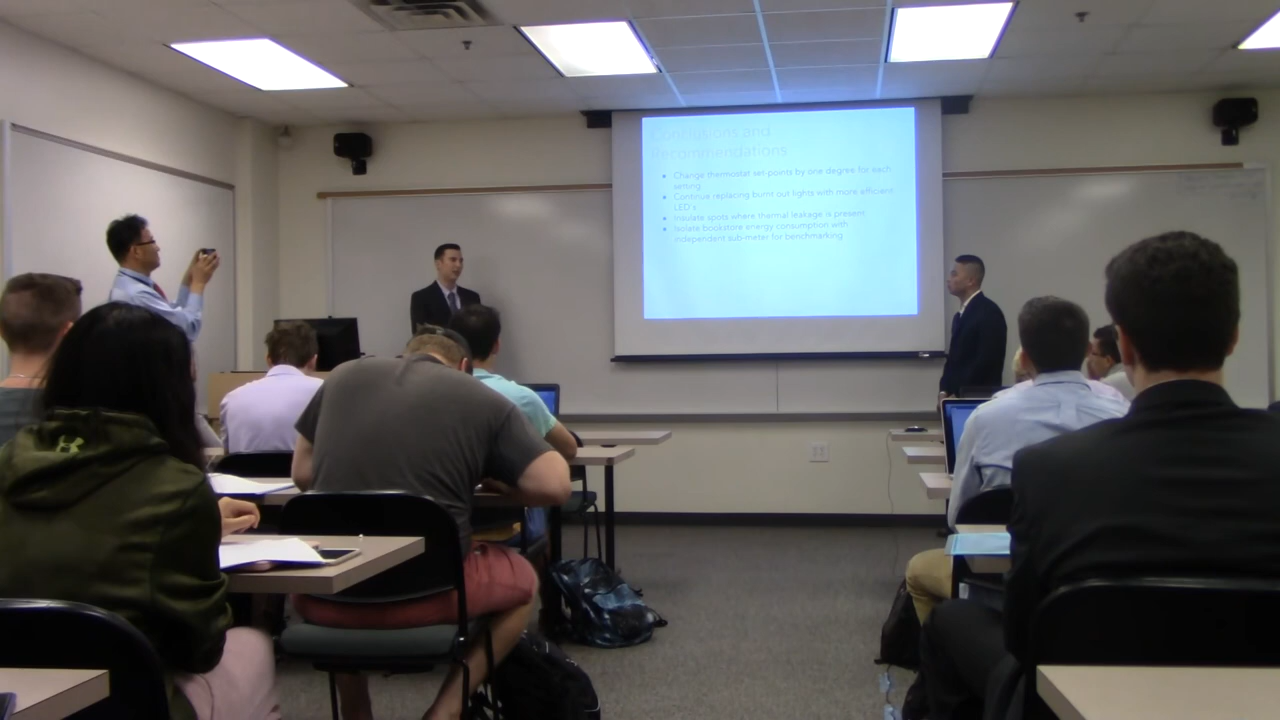 Conclusions and
Recommendations
Change thermostat set-points by one degree for each
setting.
Continue replacing burnt out lights with more efficient
LED's
Insulate spots where thermal leakage is present
Isolate bookstore energy consumption with
independent sub-meter for benchmarking